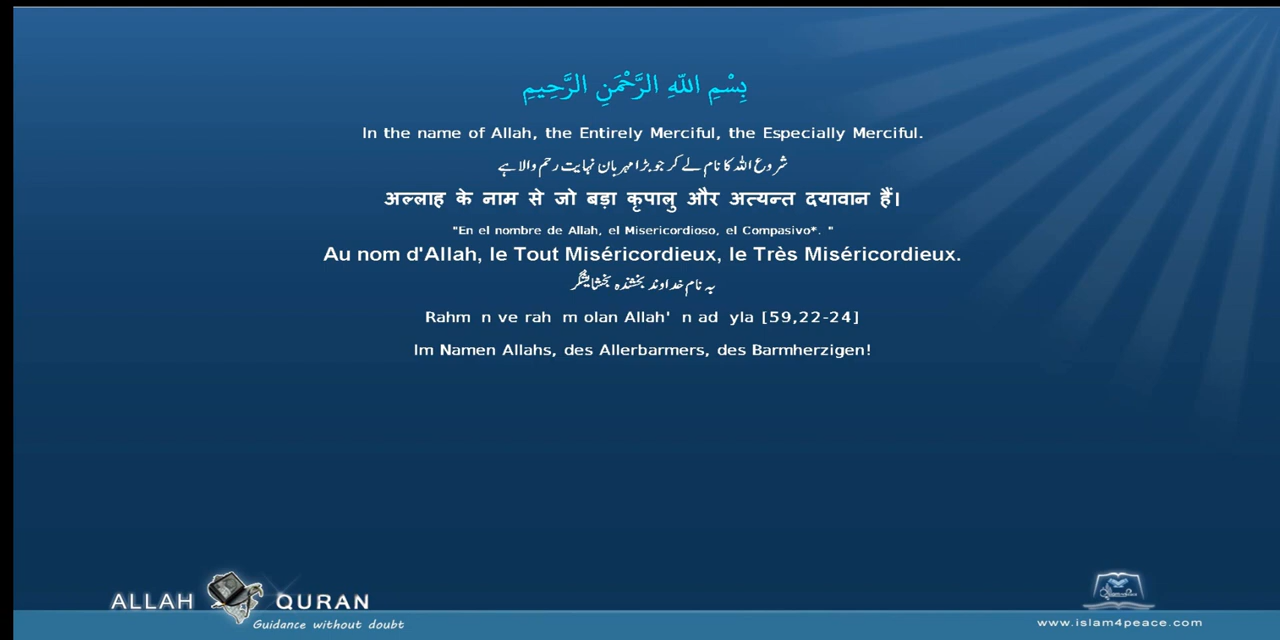 بِسْمِ اللّٰهِ الرَّحْمَنِ الرَّحِيمِ
In the name of Allah, the Entirely Merciful, the Especially Merciful.
شروع اللہ کا نام لے کر جو بڑا مہربان نہایت رحم والا ہے
अल्लाह के नाम से जो बड़ा कृपालु और अत्यन्त दयावान हैं।
"En el nombre de Allah, el Misericordioso, el Compasivo*. "
Au nom d'Allah, le Tout Miséricordieux, le Très Miséricordieux.
به نام خداوند بخشنده بخشایشگر
Rahm n ve rah m olan Allah' n ad yla [59,22-24]
Im Namen Allahs, des Allerbarmers, des Barmherzigen!
ALLAH QURAN
Guidance without doubt
www.islam4peace.com